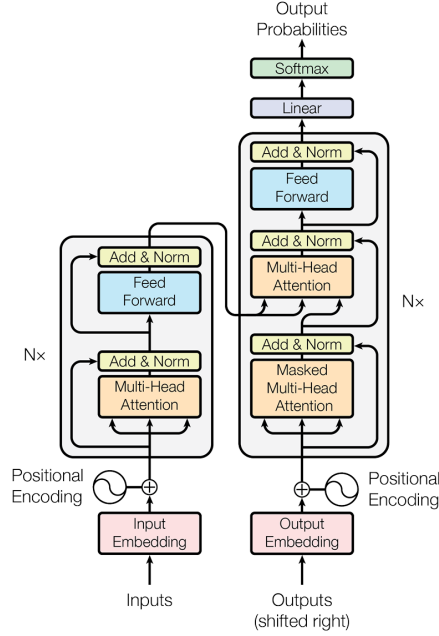 Output
Probabilities
Softmax
Linear
Add & Norm
Feed
Forward
Add & Norm
Multi-Head
Attention
Nx
Add & Norm
Masked
Multi-Head
Attention
Positional
Encoding
Output
Embedding
Outputs
(shifted right)
Add & Norm
Feed
Forward
N×
Add & Norm
Multi-Head
Attention
Positional
Encoding
Input
Embedding
Inputs